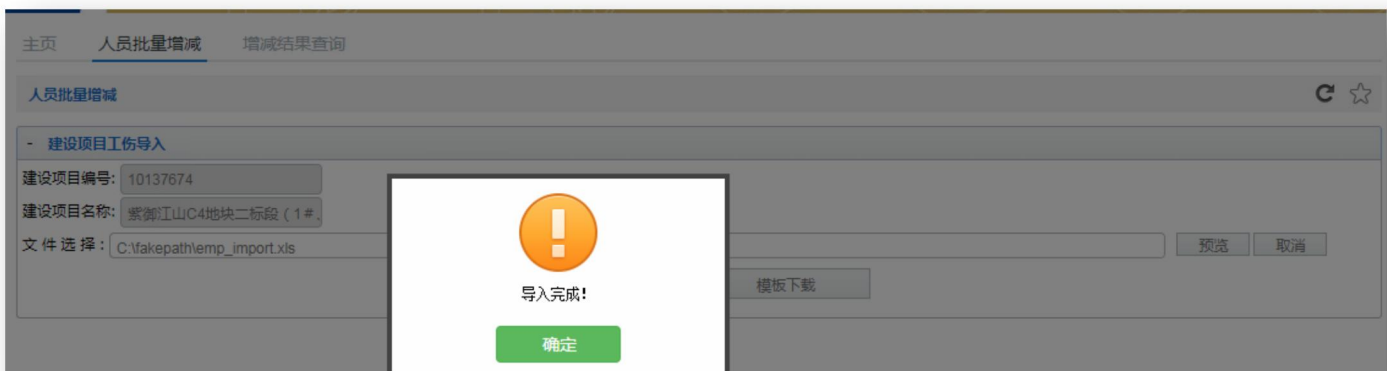 主页 人员批量增减 增减结果查询
人员批量增减
- 建设项目工伤导入
建设项目编号: 10137674
建设项目名称: 紫御江山C4地块二标段（1#.
文件选择: C:\fakepath\emp_import.xls 预览 取消
模板下载
导入完成!
确定